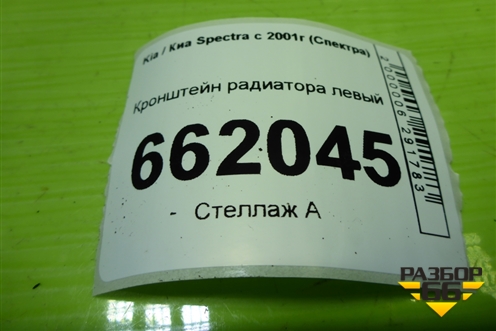 Kia / Киа Spectra с 2001г (Спектра)
Кронштейн радиатора левый
662045
- Стеллаж А
2000006291783
РАЗБОР
66